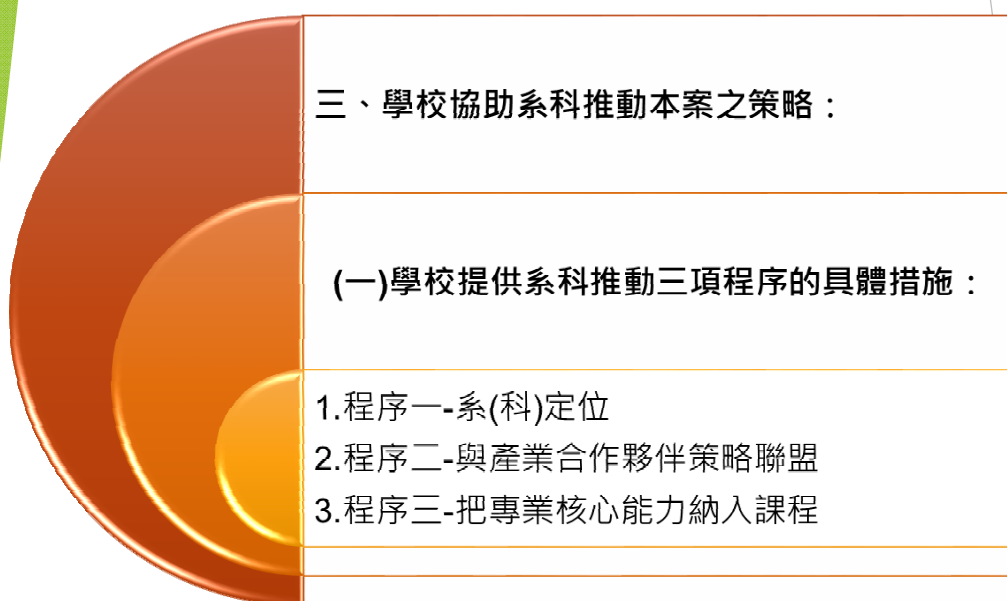 三、學校協助系科推動本案之策略：
(一)學校提供系科推動三項程序的具體措施：
1.程序一-系(科)定位
2.程序二-與產業合作夥伴策略聯盟
3.程序三-把專業核心能力納入課程